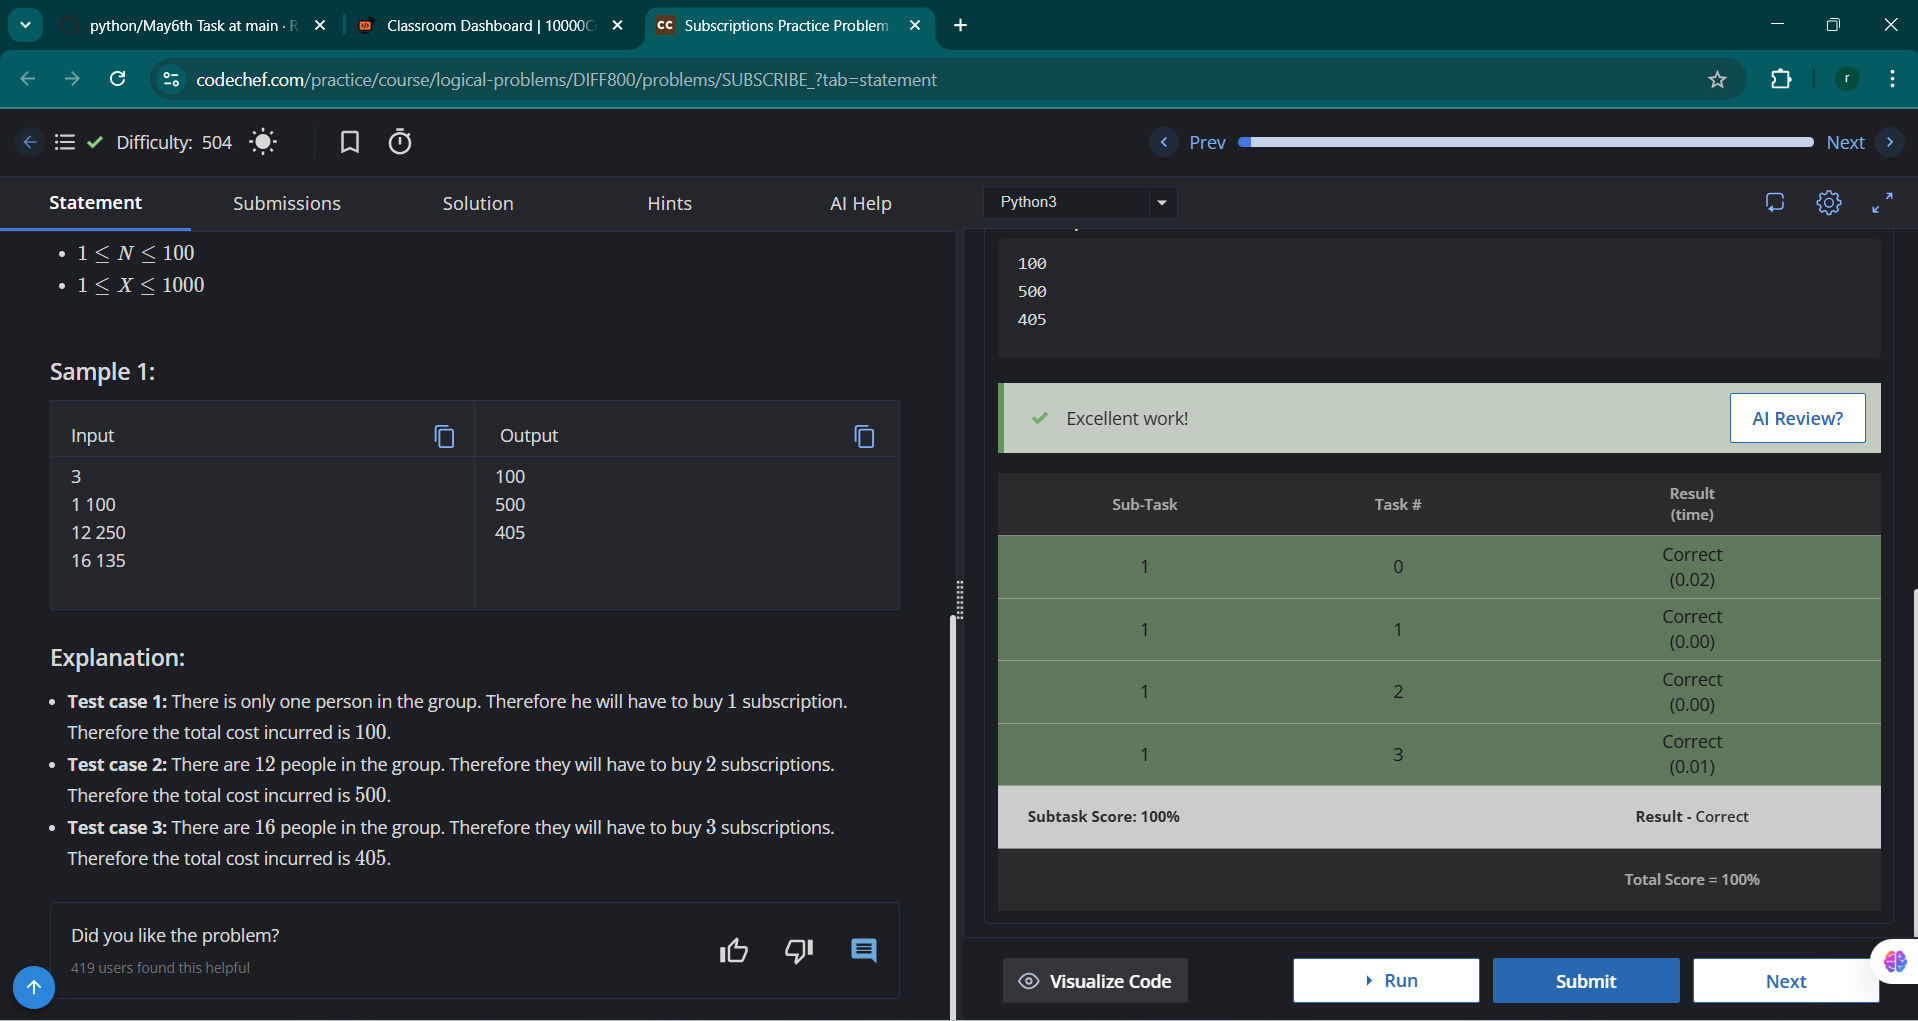 python/May6th Task at main · R
Classroom Dashboard | 10000C
Subscriptions Practice Problem
codechef.com/practice/course/logical-problems/DIFF800/problems/SUBSCRIBE_?tab=statement
r
Difficulty: 504
Prev
Next
Statement
Submissions
Solution
Hints
AI Help
Python3
1 ≤ N ≤ 100
1 ≤ X ≤ 1000
Sample 1:
Input
Output
3
1 100
12 250
16 135
100
500
405
Explanation:
Test case 1: There is only one person in the group. Therefore he will have to buy 1 subscription.
Therefore the total cost incurred is 100.
Test case 2: There are 12 people in the group. Therefore they will have to buy 2 subscriptions.
Therefore the total cost incurred is 500.
Test case 3: There are 16 people in the group. Therefore they will have to buy 3 subscriptions.
Therefore the total cost incurred is 405.
Did you like the problem?
419 users found this helpful
100
500
405
Excellent work!
AI Review?
Sub-Task
Task #
Result
(time)
1
0
Correct
(0.02)
1
1
Correct
(0.00)
1
2
Correct
(0.00)
1
3
Correct
(0.01)
Subtask Score: 100%
Result - Correct
Total Score = 100%
Visualize Code
Run
Submit
Next